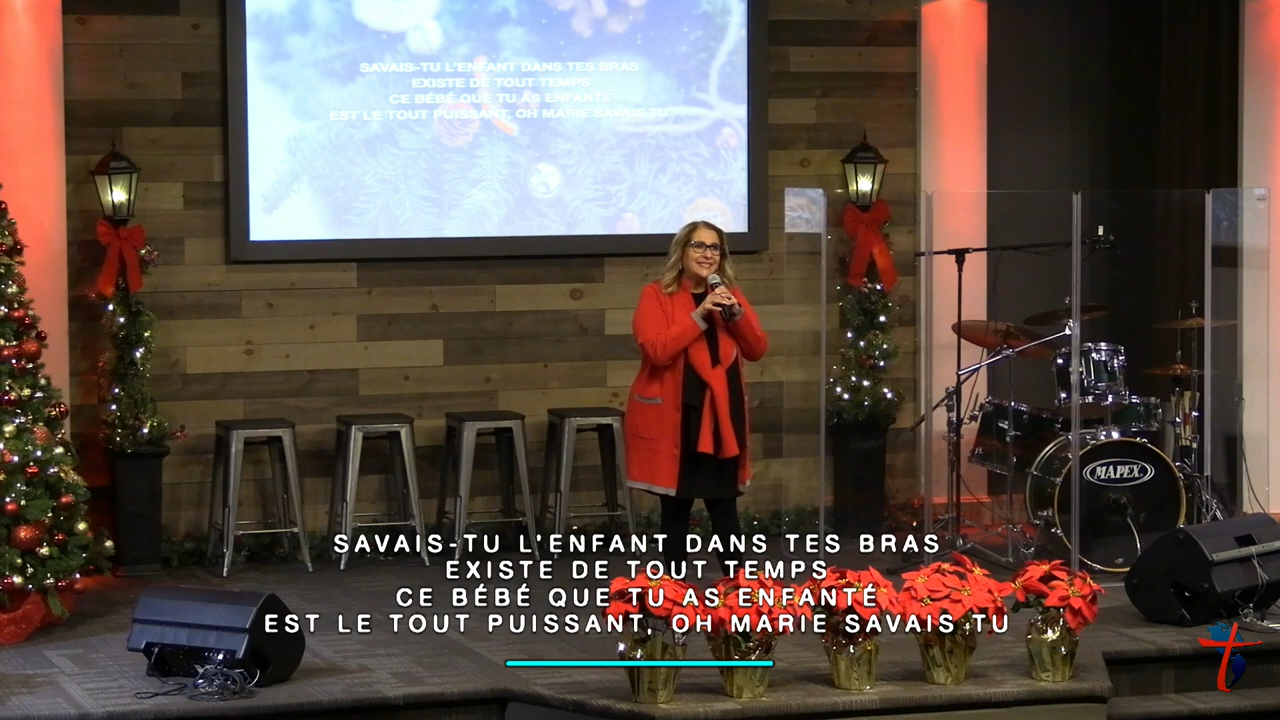 SAVAIS-TU L'ENFANT DANS TES BRAS
EXISTE DE TOUT TEMPS
CE BÉBÉ QUE TU AS ENFANTÉ
EST LE TOUT PUISSANT, OH MARIE SAVAIS TU
MAPEX
SAVAIS-TU L'ENFANT DANS TES BRAS
EXISTE DE TOUT TEMPS
CE BÉBÉ QUE TU AS ENFANTÉ
EST LE TOUT PUISSANT, OH MARIE SAVAIS TU